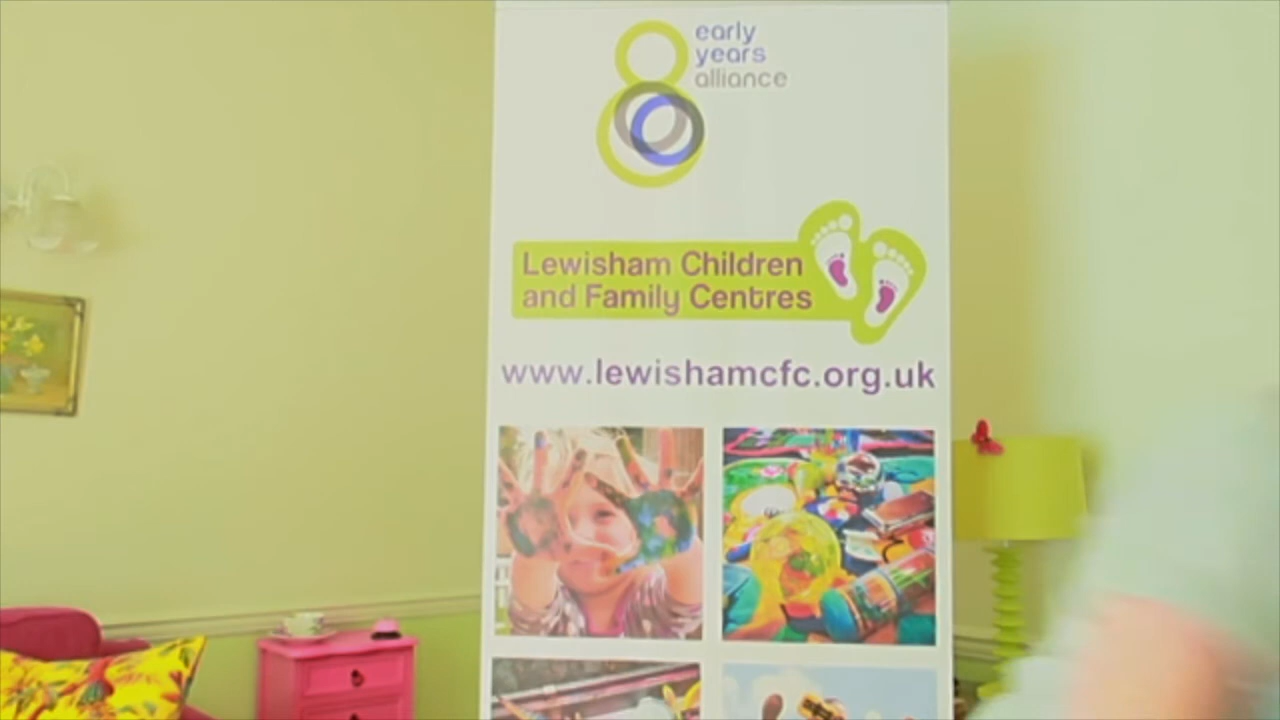 early
years
alliance
Lewisham Children
and Family Centres
www.lewishamcfc.org.uk